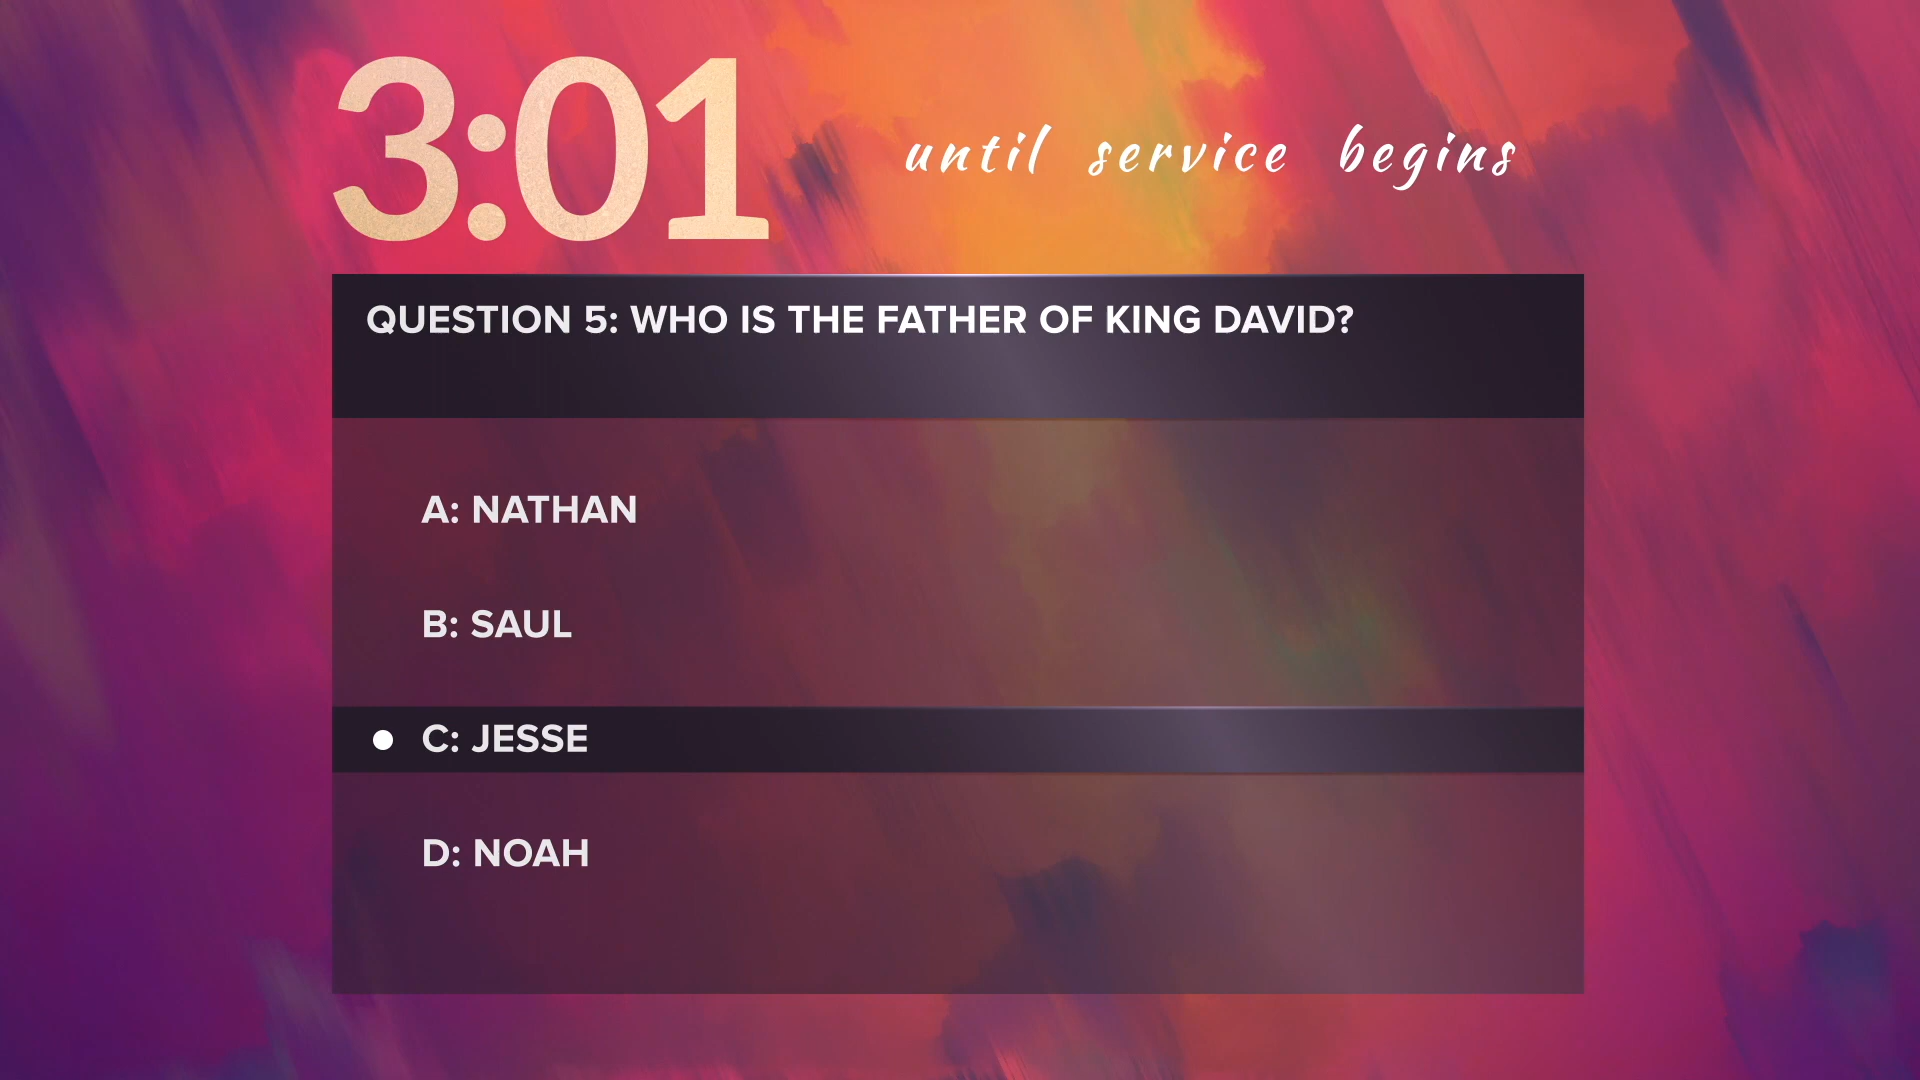 3:01 until service begins
QUESTION 5: WHO IS THE FATHER OF KING DAVID?
A: NATHAN
B: SAUL
C: JESSE
D: NOAH